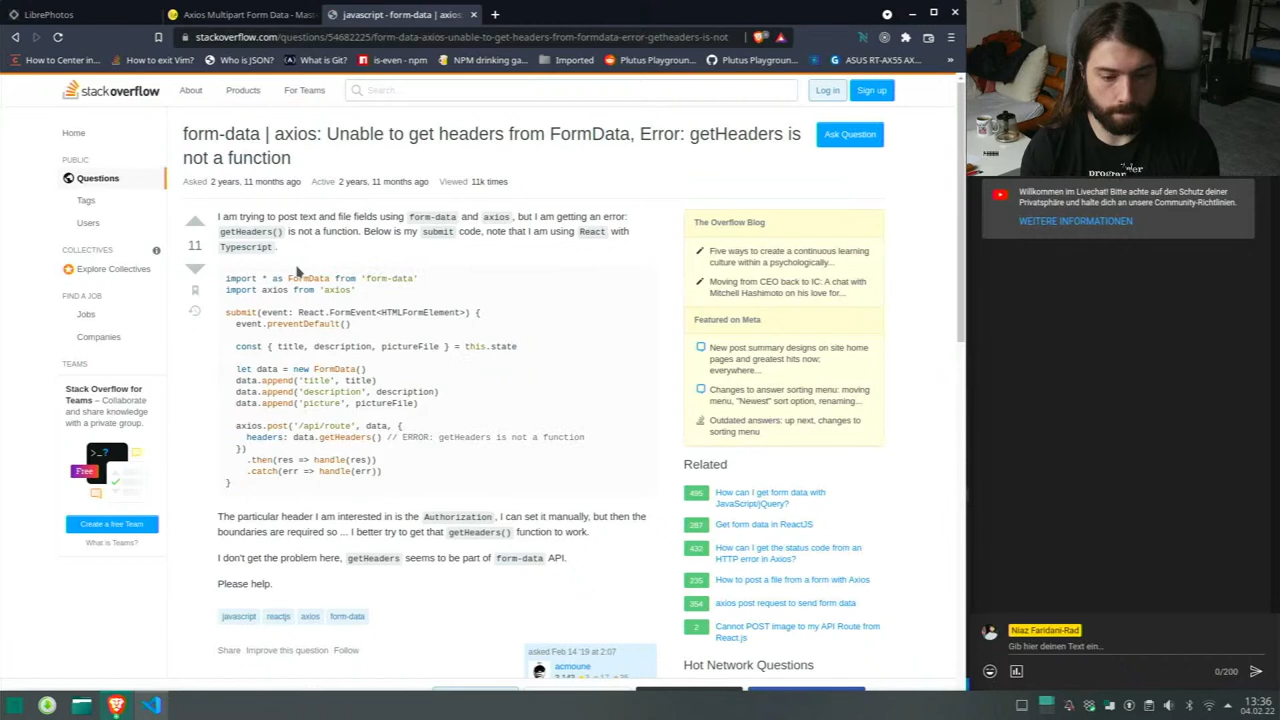 LibrePhotos
Axios Multipart Form Data - Maste
javascript - form-data | axios
stackoverflow.com/questions/54682225/form-data-axios-unable-to-get-headers-from-formdata-error-getheaders-is-not
How to Center in...
How to exit Vim?
Who is JSON?
What is Git?
is-even - npm
NPM drinking ga...
Imported
Plutus Playgroun...
Plutus Playgroun...
ASUS RT-AX55 AX...
stackoverflow
About
Products
For Teams
Search...
Log in
Sign up
Home
PUBLIC
Questions
Tags
Users
COLLECTIVES
Explore Collectives
FIND A JOB
Jobs
Companies
TEAMS
Stack Overflow for
Teams – Collaborate
and share knowledge
with a private group.
>_?
Free
Create a free Team
What is Teams?
form-data | axios: Unable to get headers from FormData, Error: getHeaders is
not a function
Ask Question
Asked 2 years, 11 months ago Active 2 years, 11 months ago Viewed 11k times
11
I am trying to post text and file fields using form-data and axios, but I am getting an error:
getHeaders() is not a function. Below is my submit code, note that I am using React with
Typescript.
import * as FormData from 'form-data'
import axios from 'axios'
submit(event: React.FormEvent<HTMLFormElement>) {
event.preventDefault()
const { title, description, pictureFile } = this.state
let data = new FormData()
data.append('title', title)
data.append('description', description)
data.append('picture', pictureFile)
axios.post('/api/route', data, {
headers: data.getHeaders() // ERROR: getHeaders is not a function
})
.then(res => handle(res))
.catch(err => handle(err))
}
The particular header I am interested in is the Authorization, I can set it manually, but then the
boundaries are required so ... I better try to get that getHeaders() function to work.
I don't get the problem here, getHeaders seems to be part of form-data API.
Please help.
javascript reactjs axios form-data
Share Improve this question Follow
asked Feb 14 '19 at 2:07
acmoune
The Overflow Blog
Five ways to create a continuous learning
culture within a psychologically...
Moving from CEO back to IC: A chat with
Mitchell Hashimoto on his love for...
Featured on Meta
New post summary designs on site home
pages and greatest hits now;
everywhere...
Changes to answer sorting menu: moving
menu, "Newest" sort option, renaming...
Outdated answers: up next, changes to
sorting menu
Related
495 How can I get form data with
JavaScript/jQuery?
287 Get form data in ReactJS
432 How can I get the status code from an
HTTP error in Axios?
235 How to post a file from a form with Axios
354 axios post request to send form data
2 Cannot POST image to my API Route from
React.js
Hot Network Questions
Willkommen im Livechat! Bitte achte auf den Schutz deiner
Privatsphäre und halte dich an unsere Community-Richtlinien.
WEITERE INFORMATIONEN
Niaz Faridani-Rad
Gib hier deinen Text ein...
0/200
13:36
04.02.22